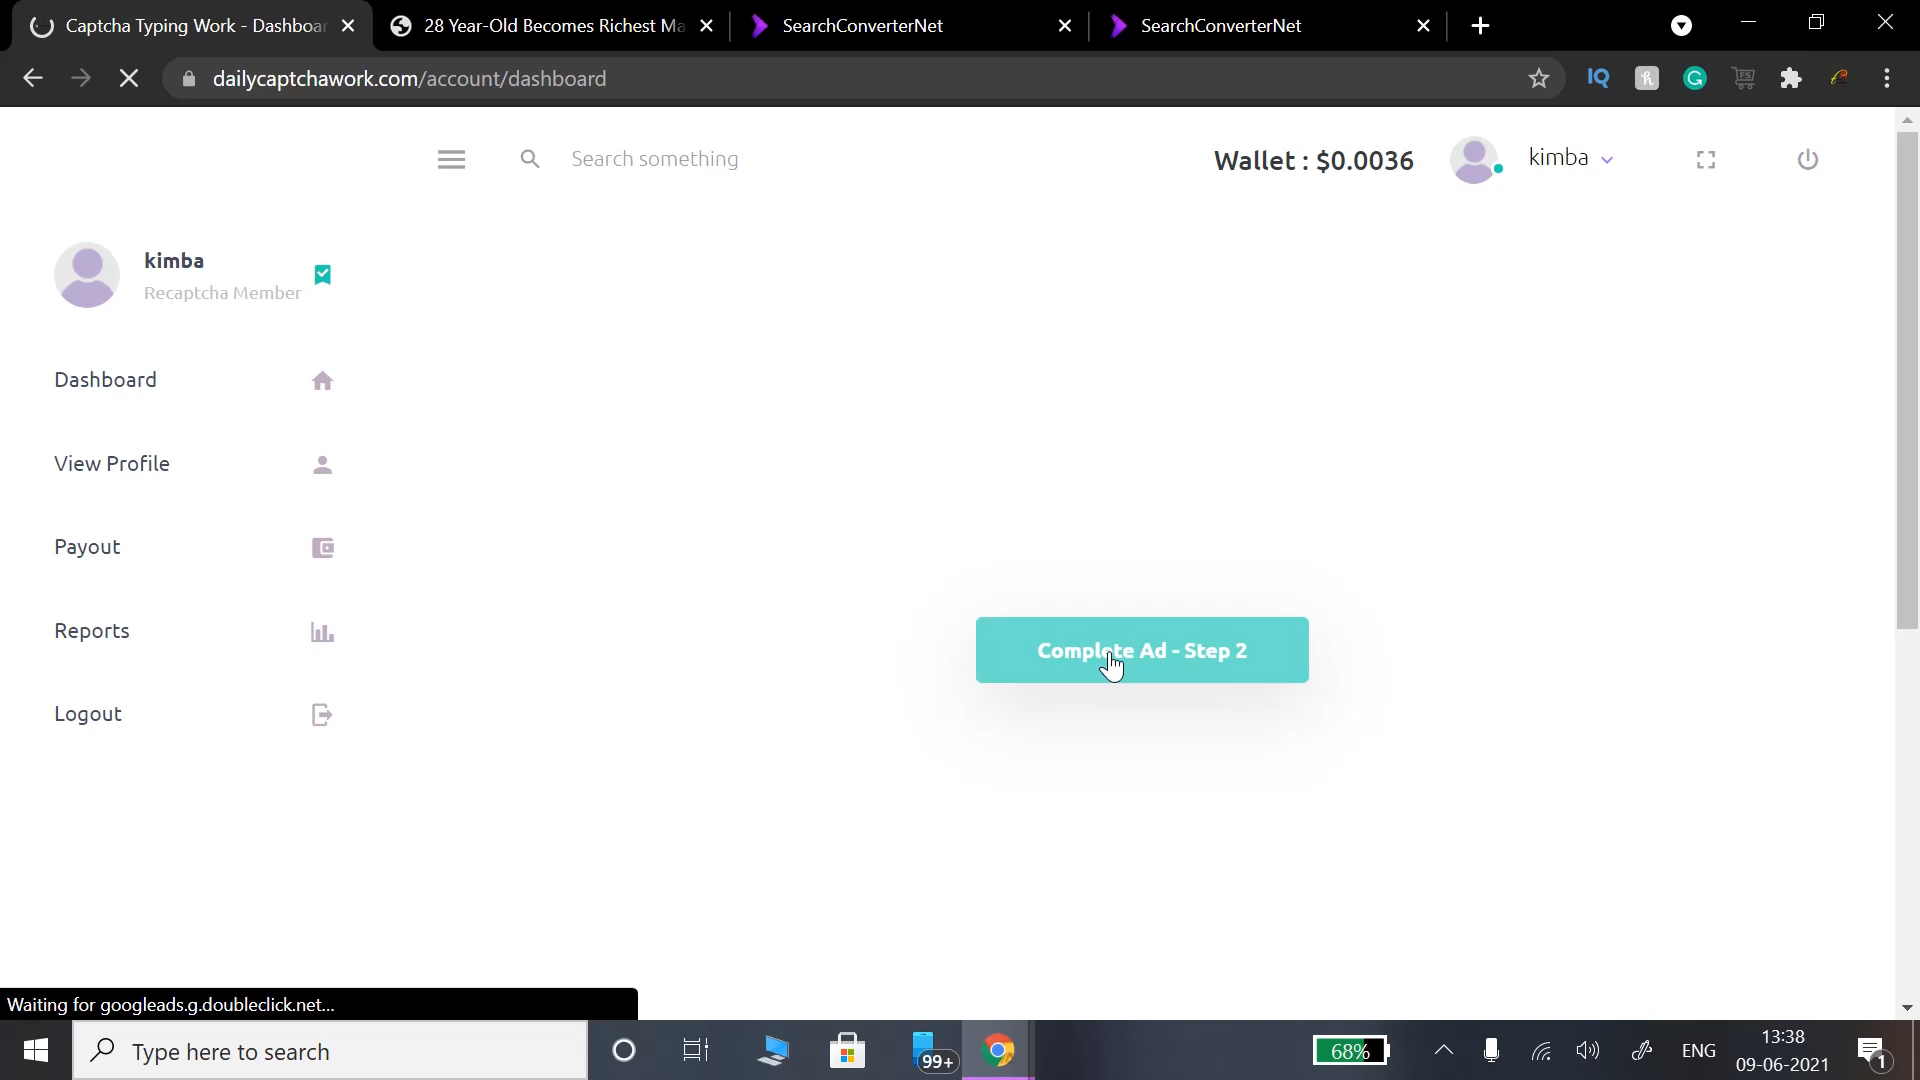 Captcha Typing Work - Dashboar
28 Year-Old Becomes Richest Ma
SearchConverterNet
SearchConverterNet
dailycaptchawork.com/account/dashboard
Search something
Wallet : $0.0036
kimba
kimba
Recaptcha Member
Dashboard
View Profile
Payout
Reports
Logout
Complete Ad - Step 2
Waiting for googleads.g.doubleclick.net...
Type here to search
99+
68%
ENG
13:38
09-06-2021
1